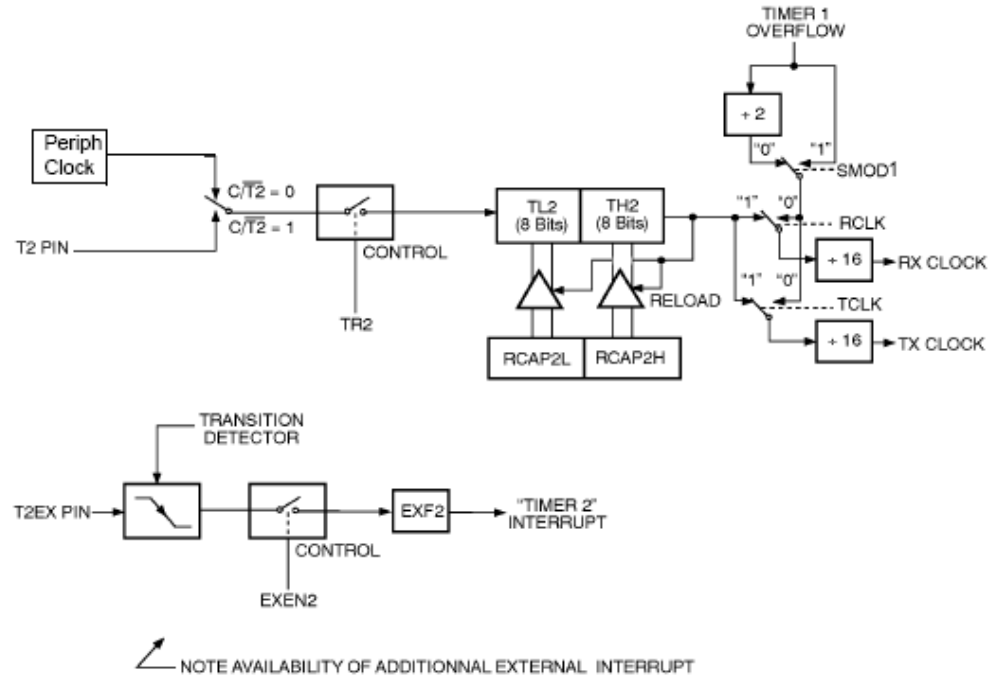 TIMER 1
OVERFLOW
÷ 2
"0" "1"
SMOD1
Periph
Clock
C/T2 = 0
C/T2 = 1
T2 PIN
CONTROL
TR2
TL2
(8 Bits)
TH2
(8 Bits)
"1" "0"
RCLK
÷ 16
RX CLOCK
RELOAD
"1" "0"
TCLK
÷ 16
TX CLOCK
RCAP2L
RCAP2H
TRANSITION
DETECTOR
T2EX PIN
CONTROL
EXEN2
EXF2
"TIMER 2"
INTERRUPT
NOTE AVAILABILITY OF ADDITIONNAL EXTERNAL INTERRUPT